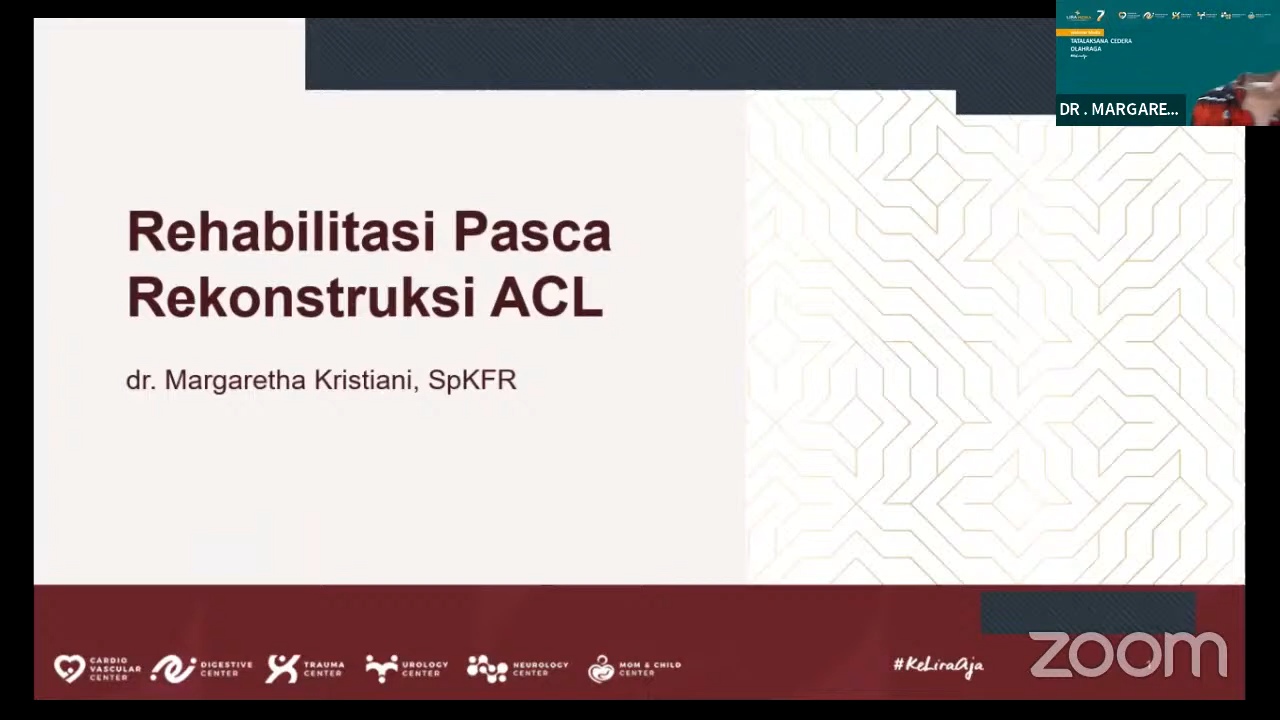 Rehabilitasi Pasca
Rekonstruksi ACL
dr. Margaretha Kristiani, SpKFR
TATALAKSANA CEDERA
OLAHRAGA
DR . MARGARE...
CARDIO
VASCULAR
CENTER
DIGESTIVE
CENTER
TRAUMA
CENTER
UROLOGY
CENTER
NEUROLOGY
CENTER
MOM & CHILD
CENTER
#KeLiraAja
zoom